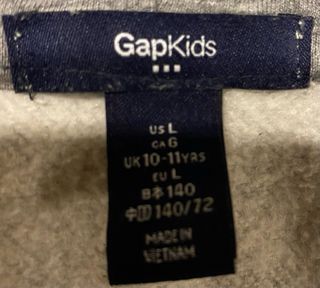 GapKids
US L
CA G
UK 10-11YRS
EU L
日本 140
中国 140/72
MADE IN
VIETNAM